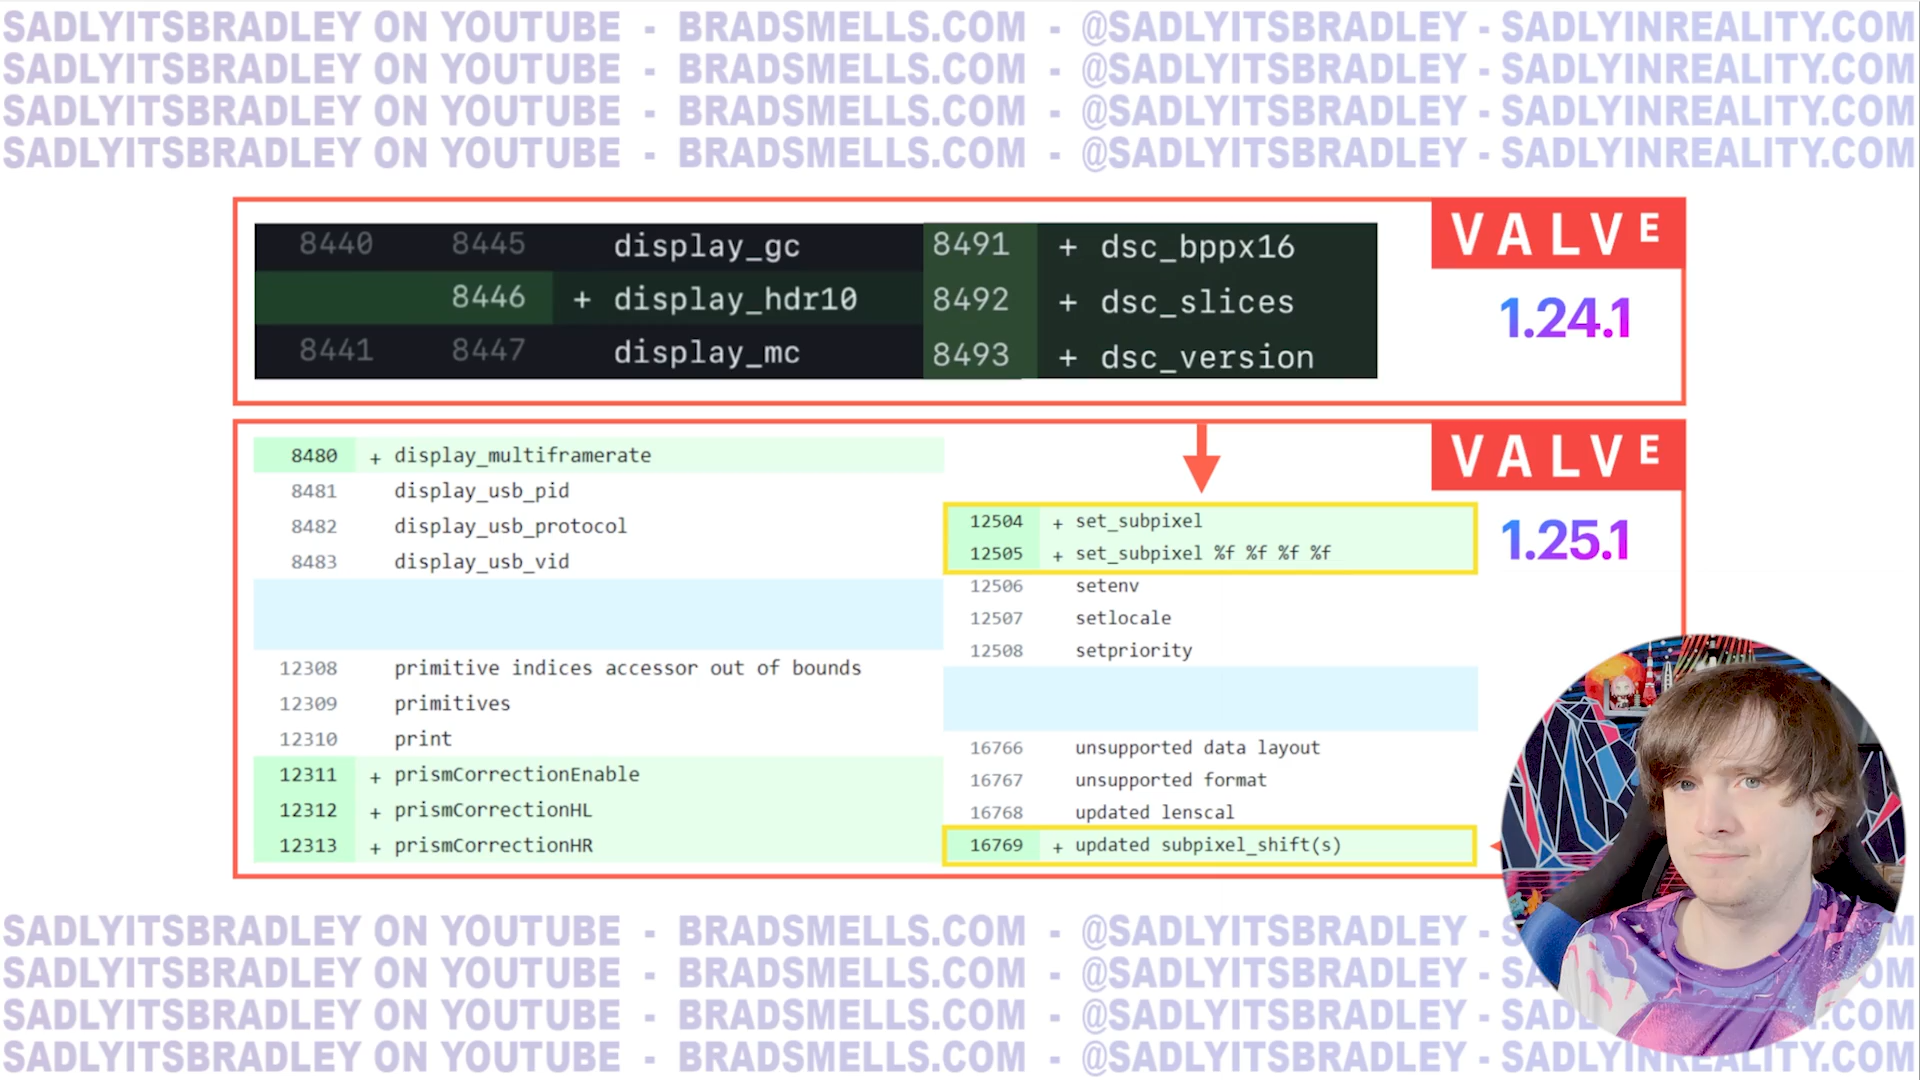 SADLYITSBRADLEY ON YOUTUBE - BRADSMELLS.COM - @SADLYITSBRADLEY - SADLYINREALITY.COM
SADLYITSBRADLEY ON YOUTUBE - BRADSMELLS.COM - @SADLYITSBRADLEY - SADLYINREALITY.COM
SADLYITSBRADLEY ON YOUTUBE - BRADSMELLS.COM - @SADLYITSBRADLEY - SADLYINREALITY.COM
SADLYITSBRADLEY ON YOUTUBE - BRADSMELLS.COM - @SADLYITSBRADLEY - SADLYINREALITY.COM
VALVE
1.24.1
8440 8445 display_gc
8446 + display_hdr10
8441 8447 display_mc
8491 + dsc_bppx16
8492 + dsc_slices
8493 + dsc_version
VALVE
1.25.1
8480 + display_multiframerate
8481 display_usb_pid
8482 display_usb_protocol
8483 display_usb_vid
12308 primitive indices accessor out of bounds
12309 primitives
12310 print
12311 + prismCorrectionEnable
12312 + prismCorrectionHL
12313 + prismCorrectionHR
12504 + set_subpixel
12505 + set_subpixel %f %f %f %f
12506 setenv
12507 setlocale
12508 setpriority
16766 unsupported data layout
16767 unsupported format
16768 updated lenscal
16769 + updated subpixel_shift(s)
SADLYITSBRADLEY ON YOUTUBE - BRADSMELLS.COM - @SADLYITSBRADLEY - S M
SADLYITSBRADLEY ON YOUTUBE - BRADSMELLS.COM - @SADLYITSBRADLEY - S OM
SADLYITSBRADLEY ON YOUTUBE - BRADSMELLS.COM - @SADLYITSBRADLEY - SAD COM
SADLYITSBRADLEY ON YOUTUBE - BRADSMELLS.COM - @SADLYITSBRADLEY - SADLYINREALITY.COM